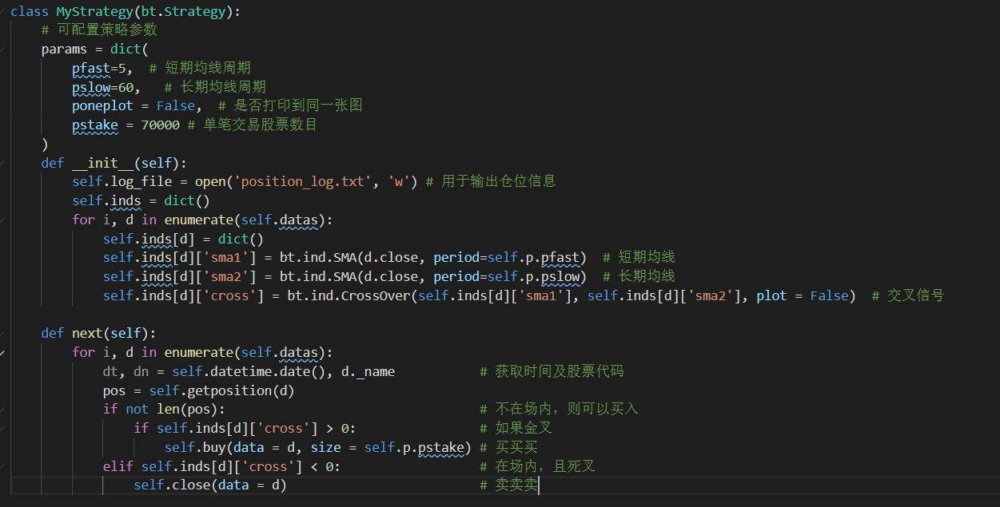 class MyStrategy(bt.Strategy):
    # 可配置策略参数
    params = dict(
        pfast=5,  # 短期均线周期
        pslow=60,   # 长期均线周期
        poneplot = False,  # 是否打印到同一张图
        pstake = 70000 # 单笔交易股票数目
    )
    def __init__(self):
        self.log_file = open('position_log.txt', 'w') # 用于输出仓位信息
        self.inds = dict()
        for i, d in enumerate(self.datas):
            self.inds[d] = dict()
            self.inds[d]['sma1'] = bt.ind.SMA(d.close, period=self.p.pfast)  # 短期均线
            self.inds[d]['sma2'] = bt.ind.SMA(d.close, period=self.p.pslow)  # 长期均线
            self.inds[d]['cross'] = bt.ind.CrossOver(self.inds[d]['sma1'], self.inds[d]['sma2'], plot = False)  # 交叉信号
    def next(self):
        for i, d in enumerate(self.datas):
            dt, dn = self.datetime.date(), d._name           # 获取时间及股票代码
            pos = self.getposition(d)
            if not len(pos):                                 # 不在场内，则可以买入
                if self.inds[d]['cross'] > 0:                # 如果金叉
                    self.buy(data = d, size = self.p.pstake) # 买买买
            elif self.inds[d]['cross'] < 0:                  # 在场内，且死叉
                self.close(data = d)                         # 卖卖卖